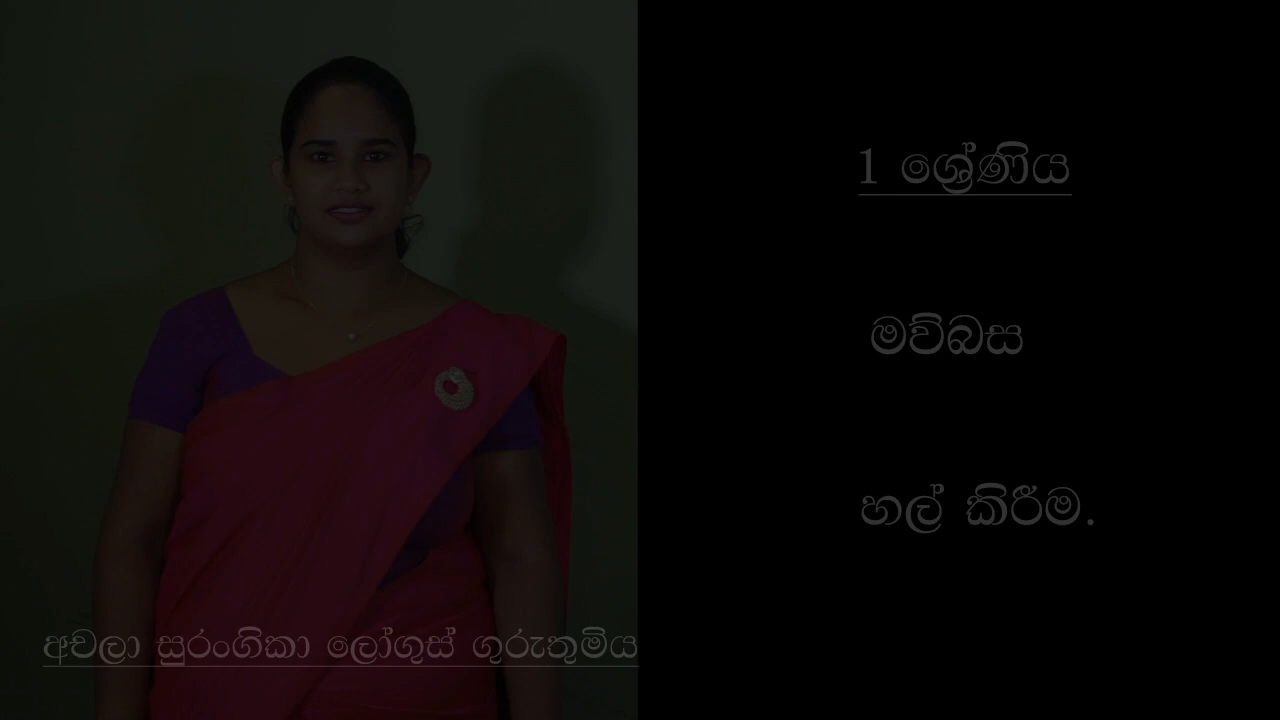 1 ශ්‍රේණිය
මව්බස
හල් කිරීම.
අචලා සුරංගිකා ලෝගුස් ගුරුතුමිය